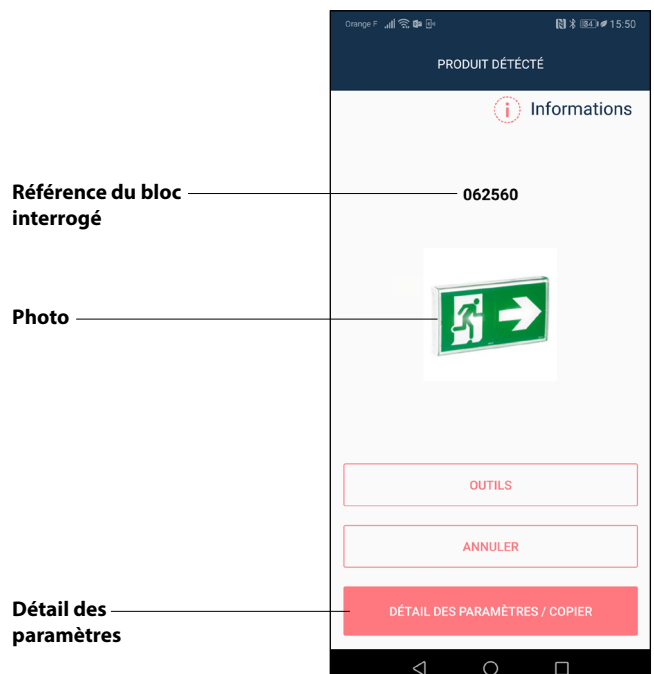 Orange F 84 15:50
PRODUIT DÉTÉCTÉ
i Informations
Référence du bloc
interrogé
062560
Photo
OUTILS
ANNULER
Détail des
paramètres
DÉTAIL DES PARAMÈTRES / COPIER